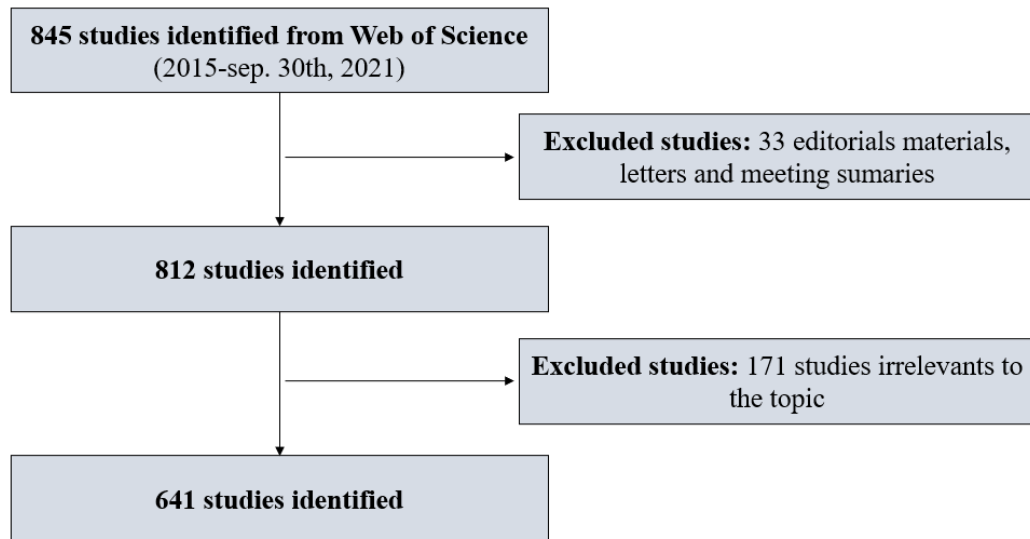 845 studies identified from Web of Science
(2015-sep. 30th, 2021)
Excluded studies: 33 editorials materials,
letters and meeting sumaries
812 studies identified
Excluded studies: 171 studies irrelevants to
the topic
641 studies identified